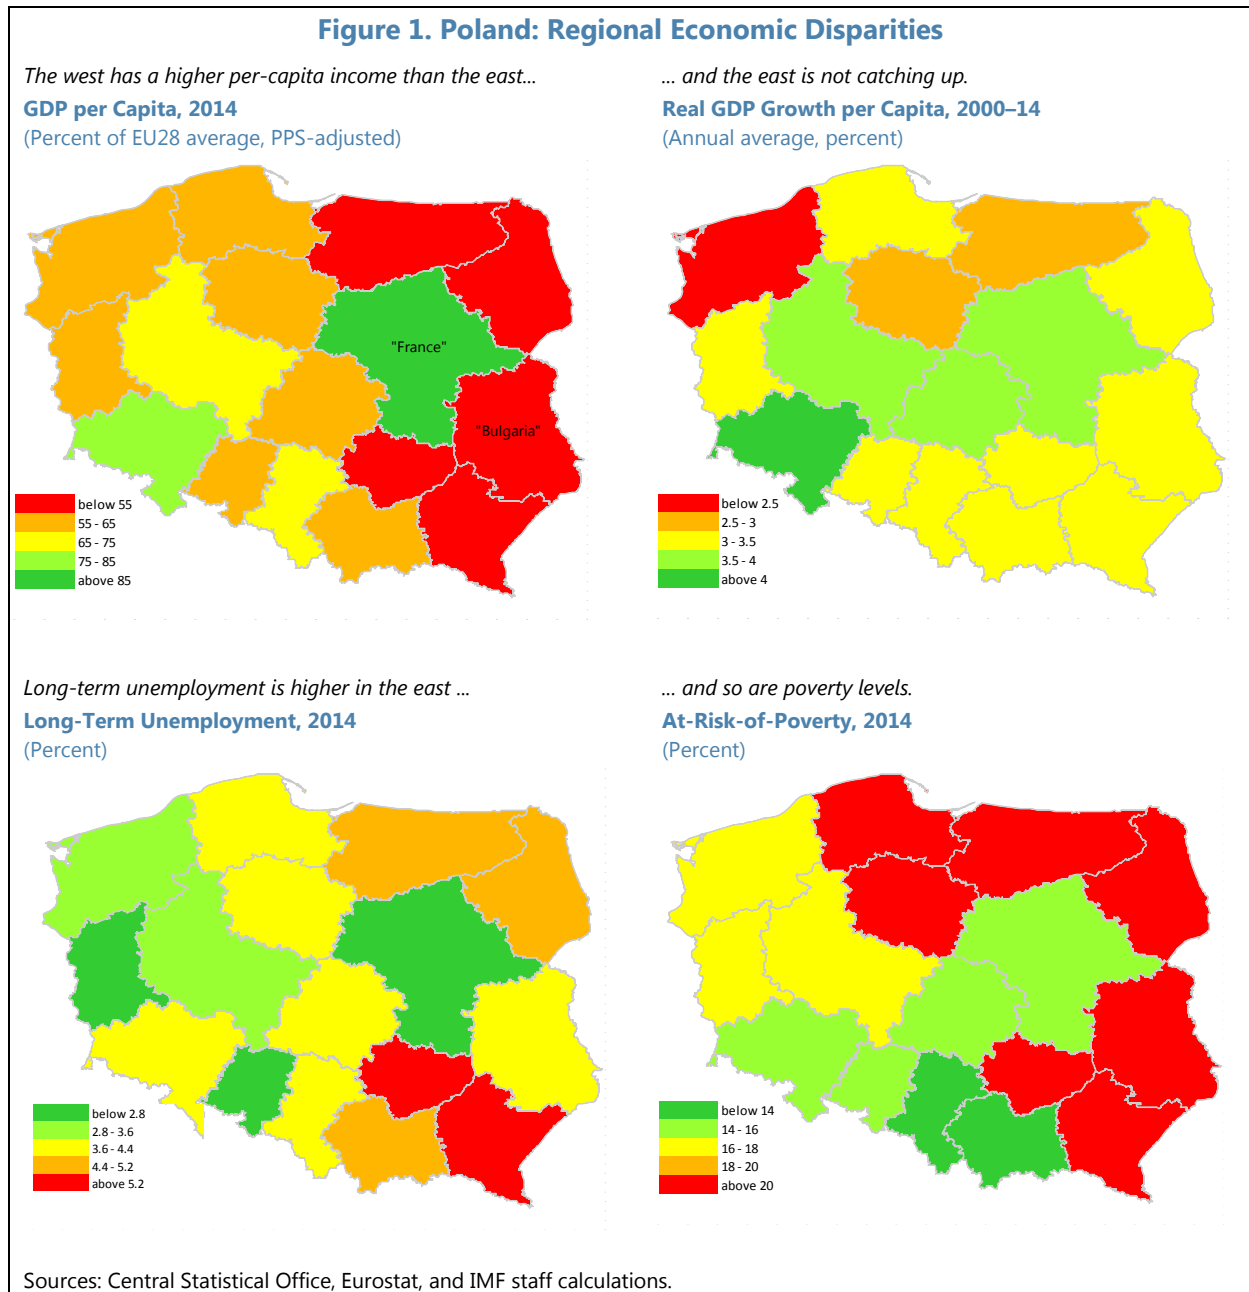 Figure 1. Poland: Regional Economic Disparities
The west has a higher per-capita income than the east...
GDP per Capita, 2014
(Percent of EU28 average, PPS-adjusted)
"France"
"Bulgaria"
below 55
55 - 65
65 - 75
75 - 85
above 85
... and the east is not catching up.
Real GDP Growth per Capita, 2000–14
(Annual average, percent)
below 2.5
2.5 - 3
3 - 3.5
3.5 - 4
above 4
Long-term unemployment is higher in the east ...
Long-Term Unemployment, 2014
(Percent)
below 2.8
2.8 - 3.6
3.6 - 4.4
4.4 - 5.2
above 5.2
... and so are poverty levels.
At-Risk-of-Poverty, 2014
(Percent)
below 14
14 - 16
16 - 18
18 - 20
above 20
Sources: Central Statistical Office, Eurostat, and IMF staff calculations.